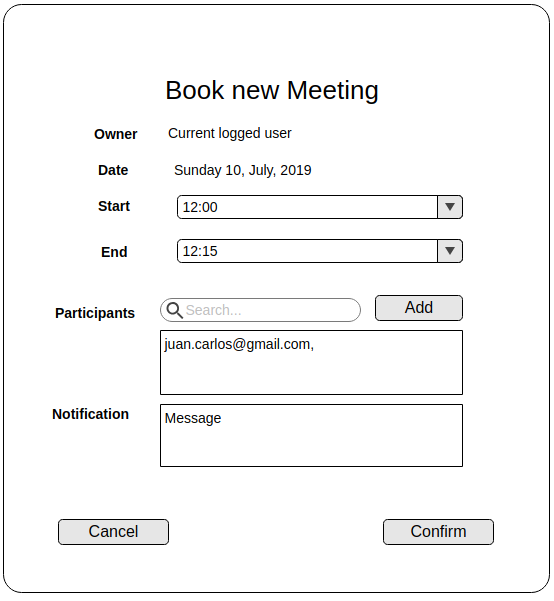 Book new Meeting
Owner Current logged user
Date Sunday 10, July, 2019
Start 12:00
End 12:15
Participants Search... Add
juan.carlos@gmail.com,
Notification Message
Cancel Confirm